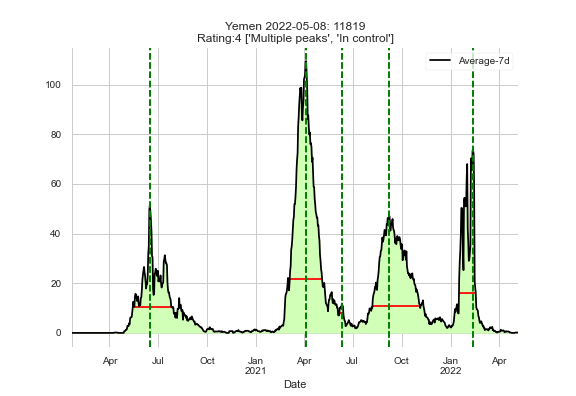 Yemen 2022-05-08: 11819
Rating:4 ['Multiple peaks', 'In control']
Average-7d
100
80
60
40
20
0
Apr Jul Oct Jan Apr Jul Oct Jan Apr
2021 2022
Date